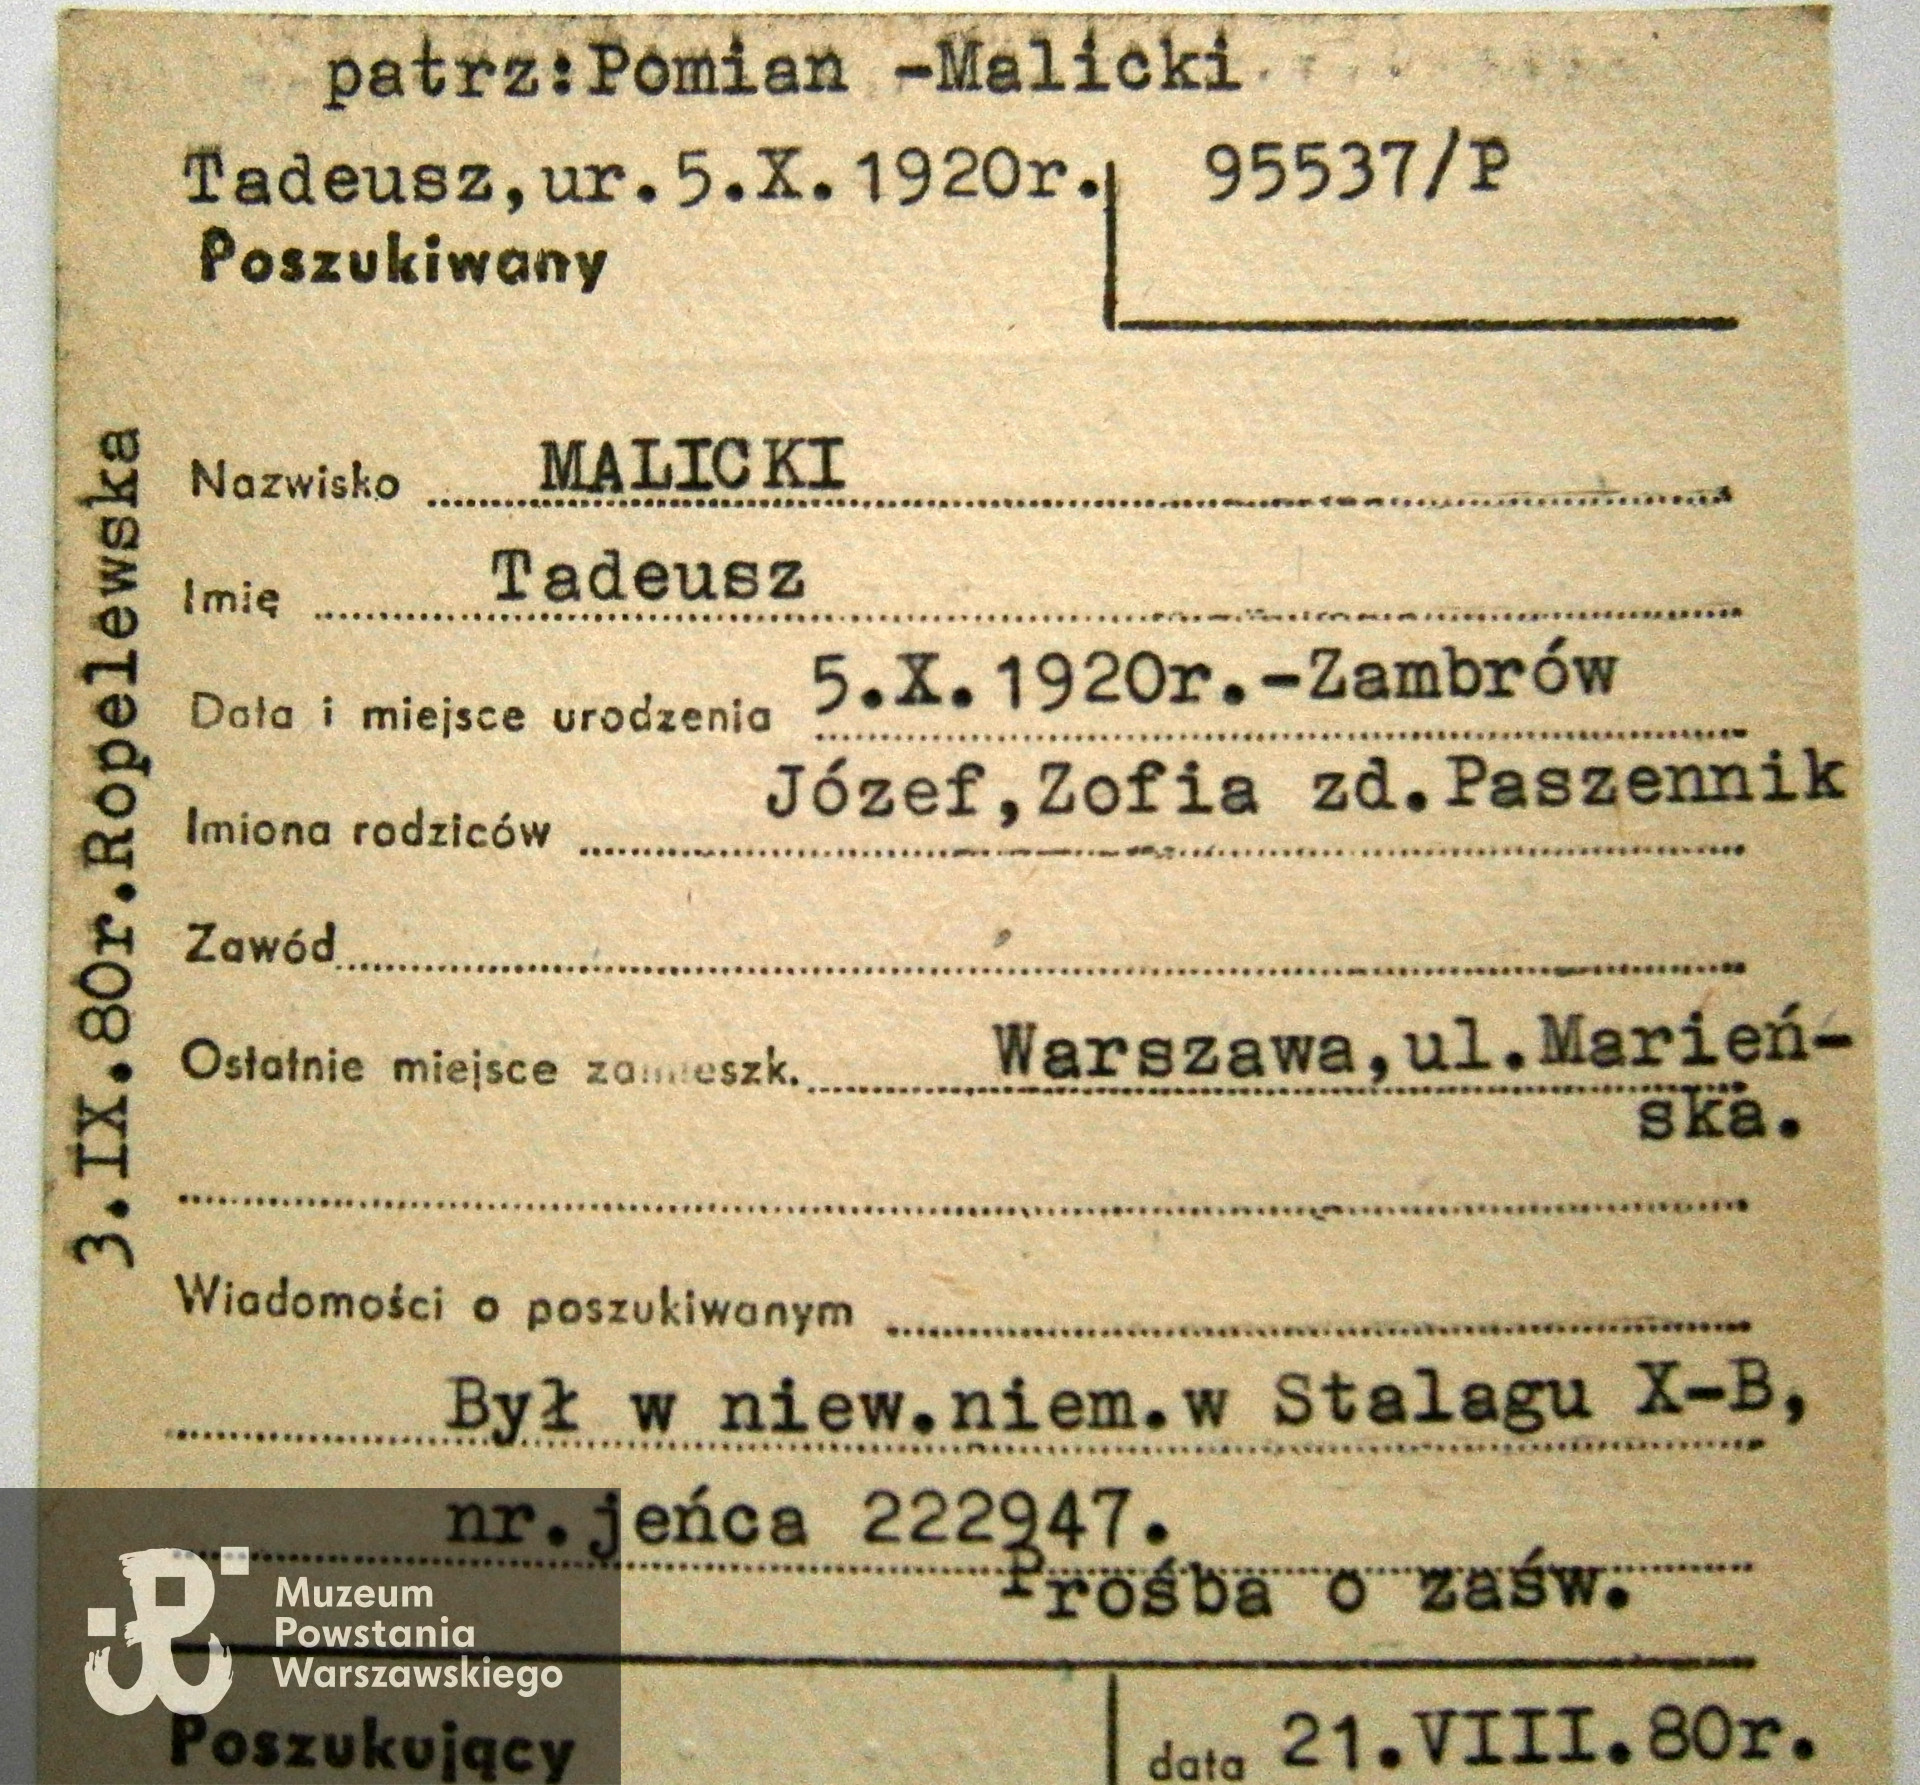 patrz:Pomian -Malicki
Tadeusz,ur.5.X.1920r.
95537/P
Poszukiwany
Nazwisko MALICKI
Imię Tadeusz
Data i miejsce urodzenia 5.X.1920r.-Zambrów
Imiona rodziców Józef,Zofia zd.Paszennik
Zawód
Ostatnie miejsce zamieszk. Warszawa,ul.Marień-
ska.
Wiadomości o poszukiwanym
Był w niew.niem.w Stalagu X-B,
nr.jeńca 222947.
Prośba o zaśw.
Poszukujący
data 21.VIII.80r.
3.IX.80r.Ropelewska
Muzeum
Powstania
Warszawskiego